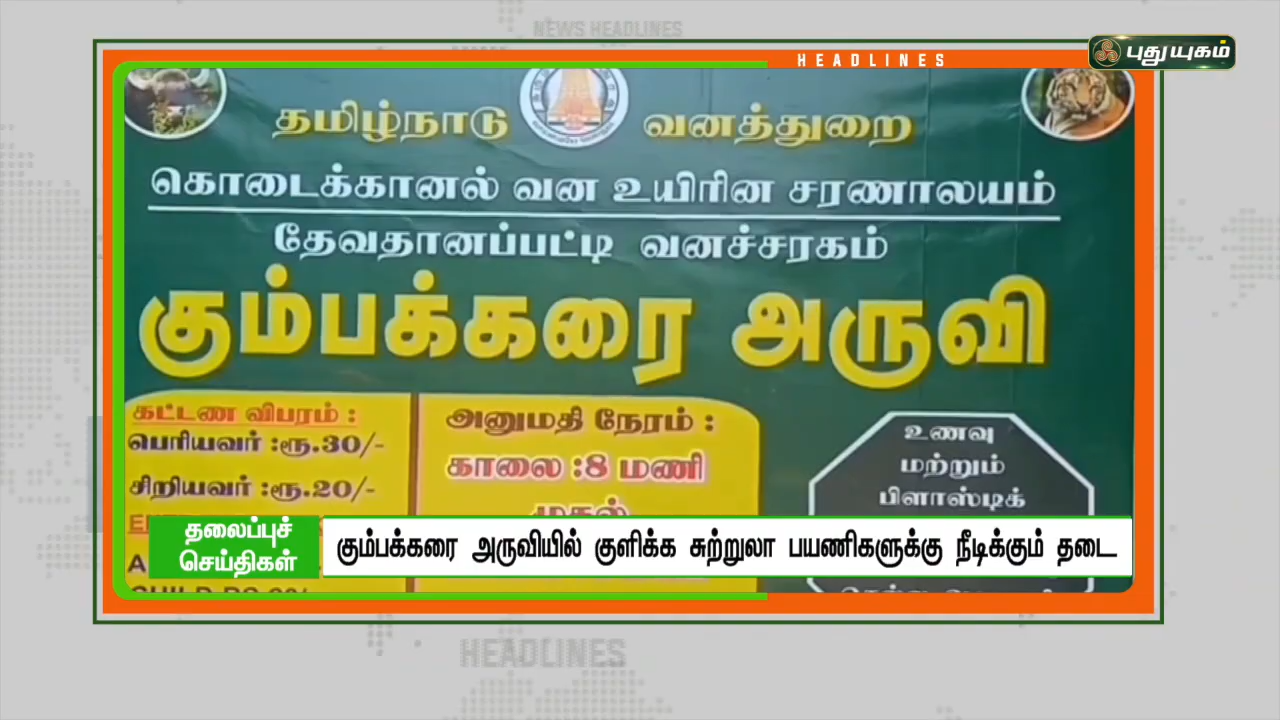 NEWS HEADLINES
HEADLINES
புதுயுகம்
தமிழ்நாடு வனத்துறை
கொடைக்கானல் வன உயிரின சரணாலயம்
தேவதானப்பட்டி வனச்சரகம்
கும்பக்கரை அருவி
கட்டண விபரம் :
பெரியவர் :ரூ.30/-
சிறியவர் :ரூ.20/-
அனுமதி நேரம் :
காலை :8 மணி
முதல்
உணவு
மற்றும்
பிளாஸ்டிக்
தலைப்புச்
செய்திகள்
கும்பக்கரை அருவியில் குளிக்க சுற்றுலா பயணிகளுக்கு நீடிக்கும் தடை
HEADLINES